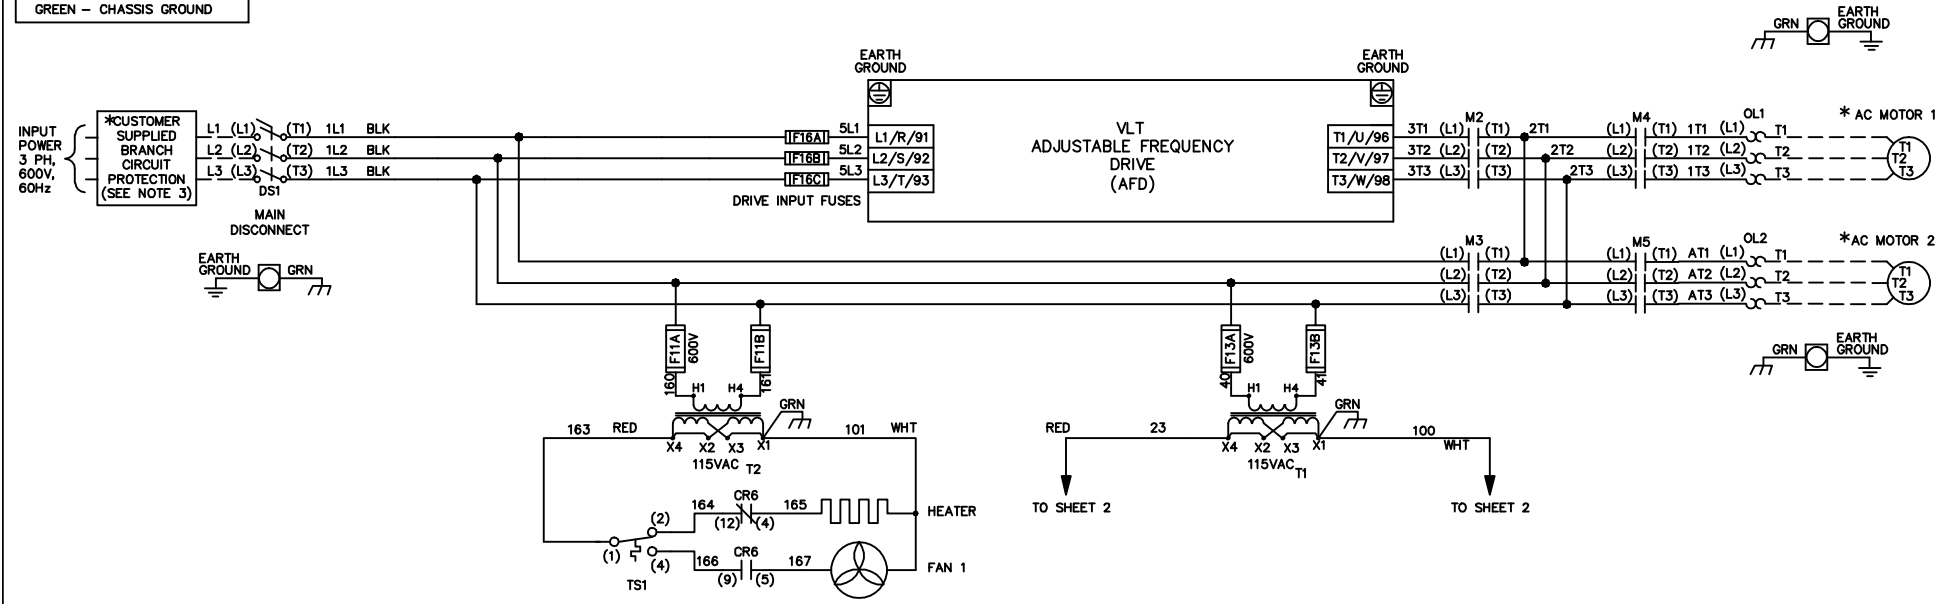 GREEN – CHASSIS GROUND
EARTH
GROUND
GRN
EARTH
GROUND
EARTH
GROUND
INPUT
POWER
3 PH,
600V,
60Hz
*CUSTOMER
SUPPLIED
BRANCH
CIRCUIT
PROTECTION
(SEE NOTE 3)
L1 (L1) (T1) 1L1 BLK
L2 (L2) (T2) 1L2 BLK
L3 (L3) (T3) 1L3 BLK
DS1
MAIN
DISCONNECT
F16A 5L1 L1/R/91
F16B 5L2 L2/S/92
F16C 5L3 L3/T/93
DRIVE INPUT FUSES
VLT
ADJUSTABLE FREQUENCY
DRIVE
(AFD)
M2 M4 OL1
T1/U/96 3T1 (L1) (T1) 2T1 (L1) (T1) 1T1 (L1) T1
T2/V/97 3T2 (L2) (T2) 2T2 (L2) (T2) 1T2 (L2) T2
T3/W/98 3T3 (L3) (T3) 2T3 (L3) (T3) 1T3 (L3) T3
* AC MOTOR 1
T1
T2
T3
M3 M5 OL2
(L1) (T1) (L1) (T1) AT1 (L1) T1
(L2) (T2) (L2) (T2) AT2 (L2) T2
(L3) (T3) (L3) (T3) AT3 (L3) T3
*AC MOTOR 2
T1
T2
T3
EARTH
GROUND
GRN
GRN
EARTH
GROUND
F11A
600V
F11B
160
161
H1 H4
GRN
163 RED
101 WHT
X4 X2 X3 X1
115VAC T2
F13A
600V
F13B
40
41
H1 H4
GRN
RED 23
100
WHT
X4 X2 X3 X1
115VAC T1
TO SHEET 2
TO SHEET 2
CR6
164 165
(2) (12) (4)
HEATER
(1)
CR6
(4) 166 167
(9) (5)
FAN 1
TS1